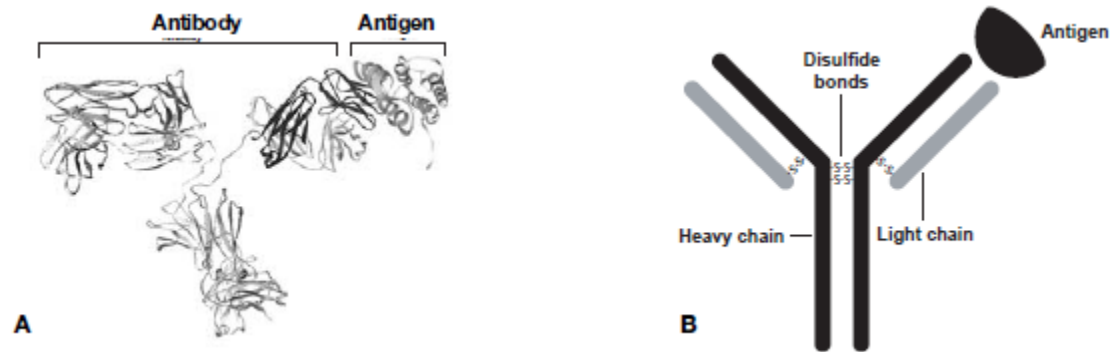 Antibody
Antigen
A
Antigen
Disulfide
bonds
S-S
S-S
S-S
S-S
Heavy chain
Light chain
B